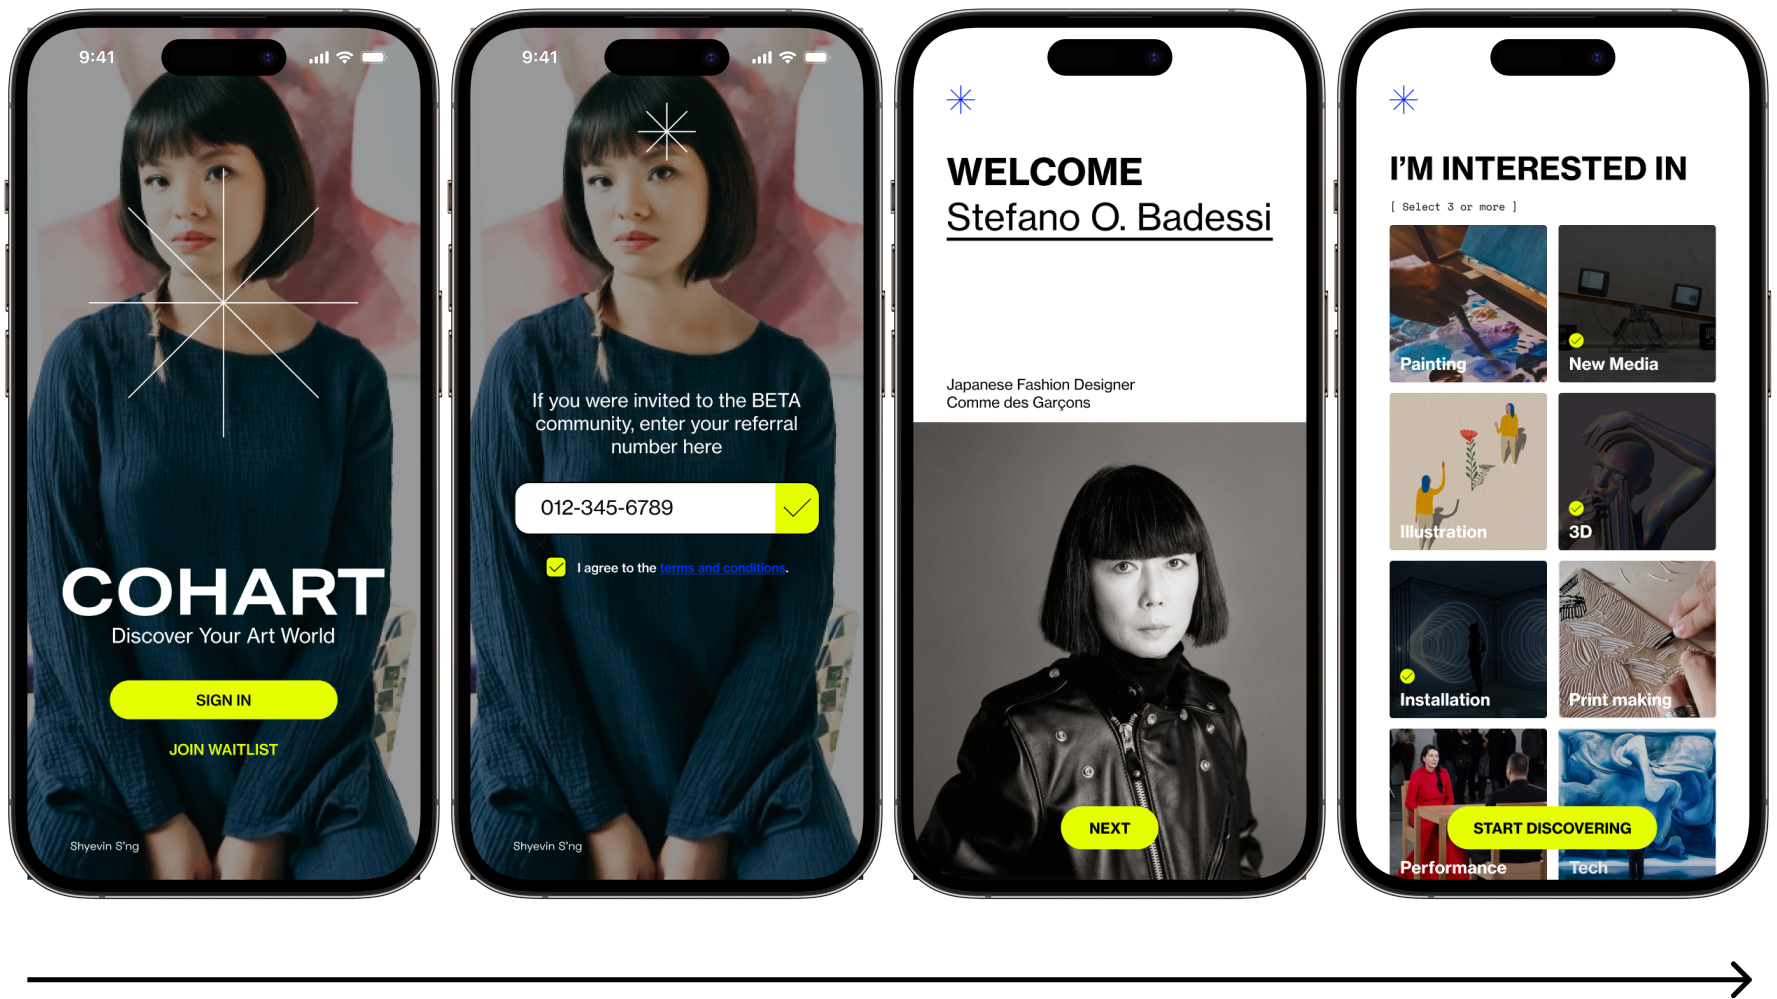 9:41
COHART
Discover Your Art World
SIGN IN
JOIN WAITLIST
Shyevin S'ng
9:41
If you were invited to the BETA
community, enter your referral
number here
012-345-6789
I agree to the terms and conditions.
Shyevin S'ng
WELCOME
Stefano O. Badessi
Japanese Fashion Designer
Comme des Garçons
NEXT
I'M INTERESTED IN
[ Select 3 or more ]
Painting
New Media
Illustration
3D
Installation
Print making
START DISCOVERING
Performance
Tech